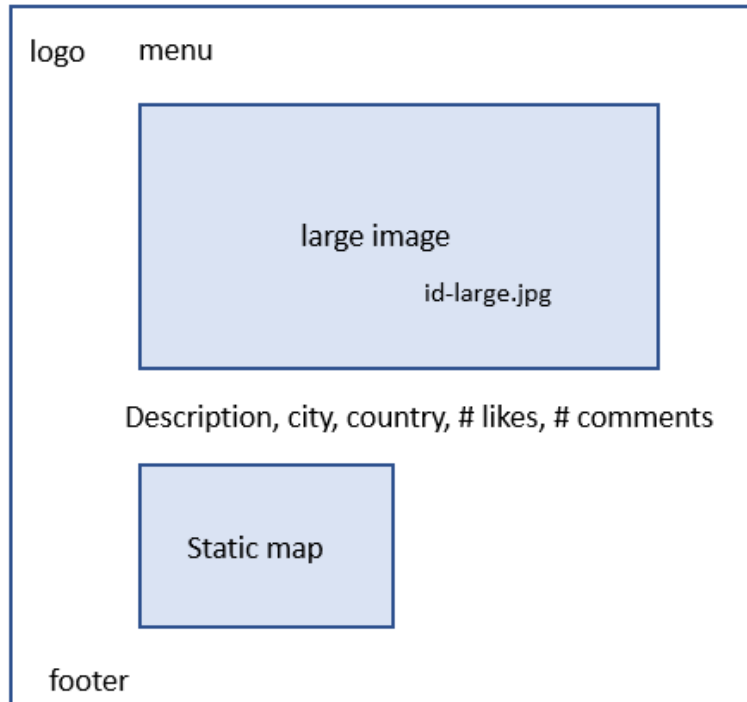 logo menu
large image
id-large.jpg
Description, city, country, # likes, # comments
Static map
footer